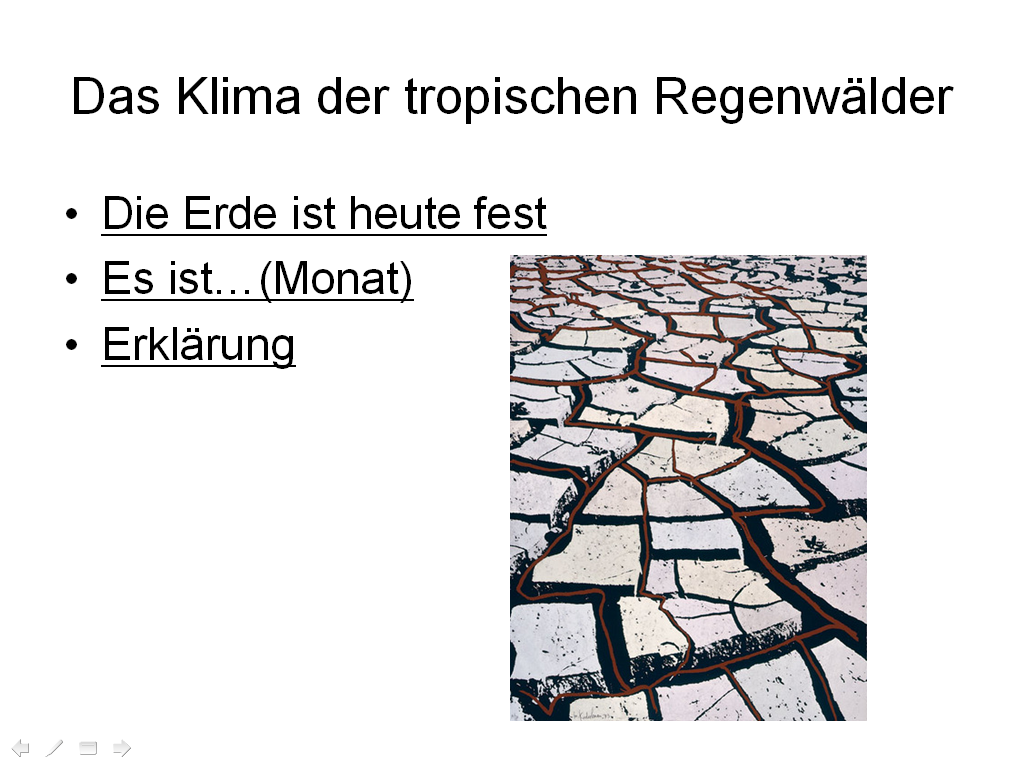 Das Klima der tropischen Regenwälder
• Die Erde ist heute fest
• Es ist…(Monat)
• Erklärung